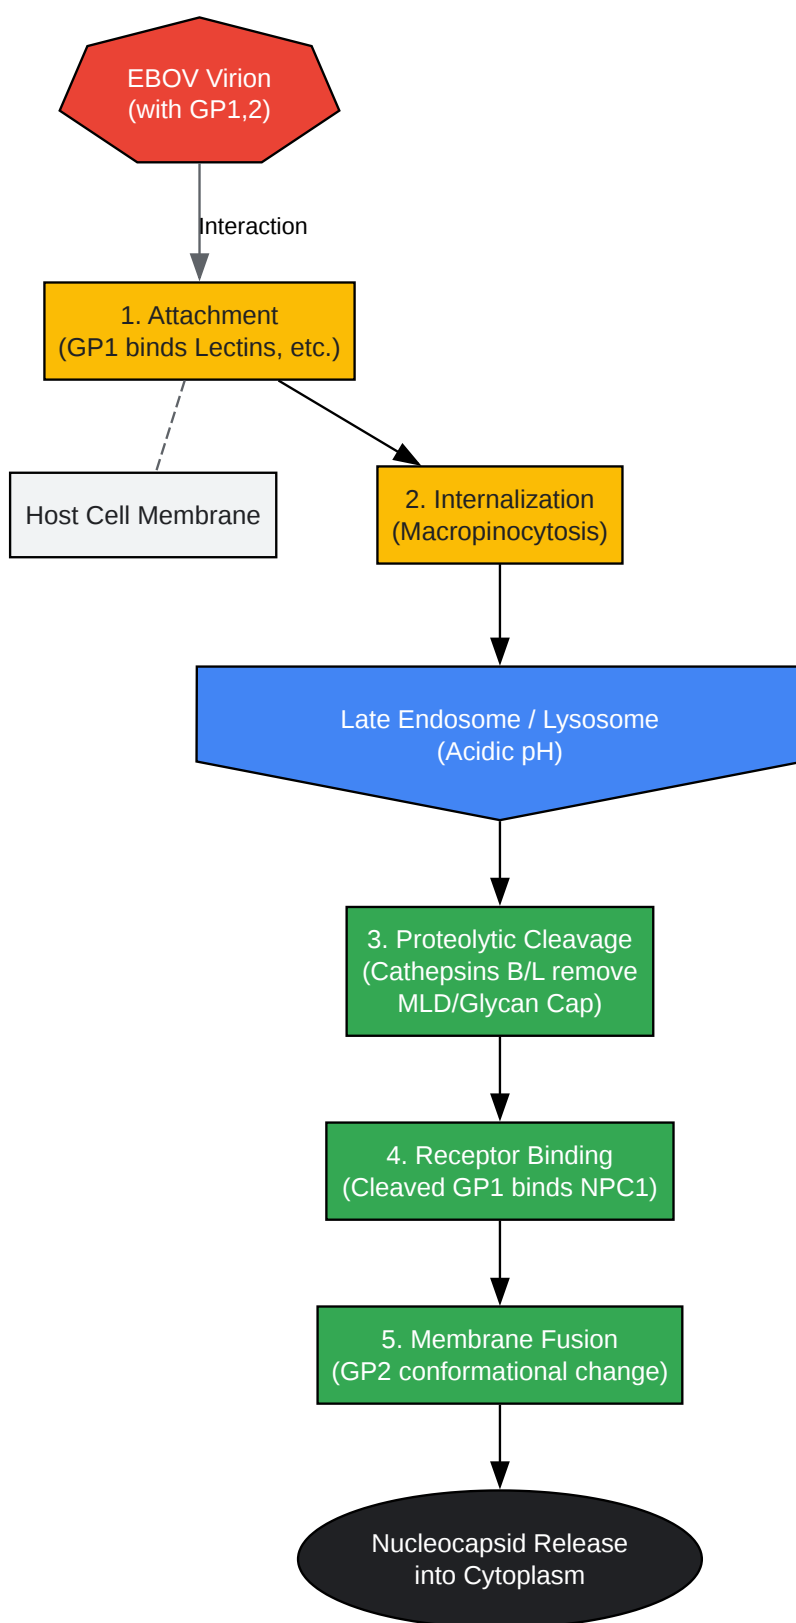 EBOV Virion
(with GP1,2)
Interaction
1. Attachment
(GP1 binds Lectins, etc.)
Host Cell Membrane
2. Internalization
(Macropinocytosis)
Late Endosome / Lysosome
(Acidic pH)
3. Proteolytic Cleavage
(Cathepsins B/L remove
MLD/Glycan Cap)
4. Receptor Binding
(Cleaved GP1 binds NPC1)
5. Membrane Fusion
(GP2 conformational change)
Nucleocapsid Release
into Cytoplasm